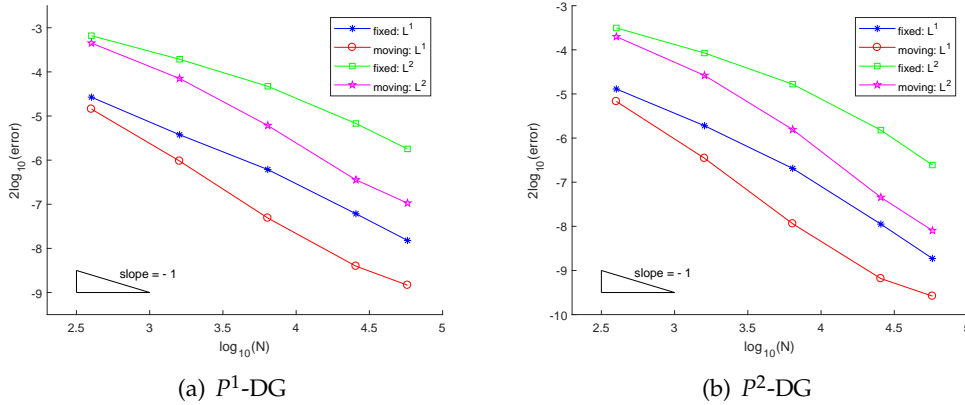 -3
-4
-5
-6
-7
-8
-9
2log10(error)
fixed: L1
moving: L1
fixed: L2
moving: L2
slope = - 1
2.5 3 3.5 4 4.5 5
log10(N)
(a) P1-DG
-3
-4
-5
-6
-7
-8
-9
-10
2log10(error)
fixed: L1
moving: L1
fixed: L2
moving: L2
slope = - 1
2.5 3 3.5 4 4.5 5
log10(N)
(b) P2-DG